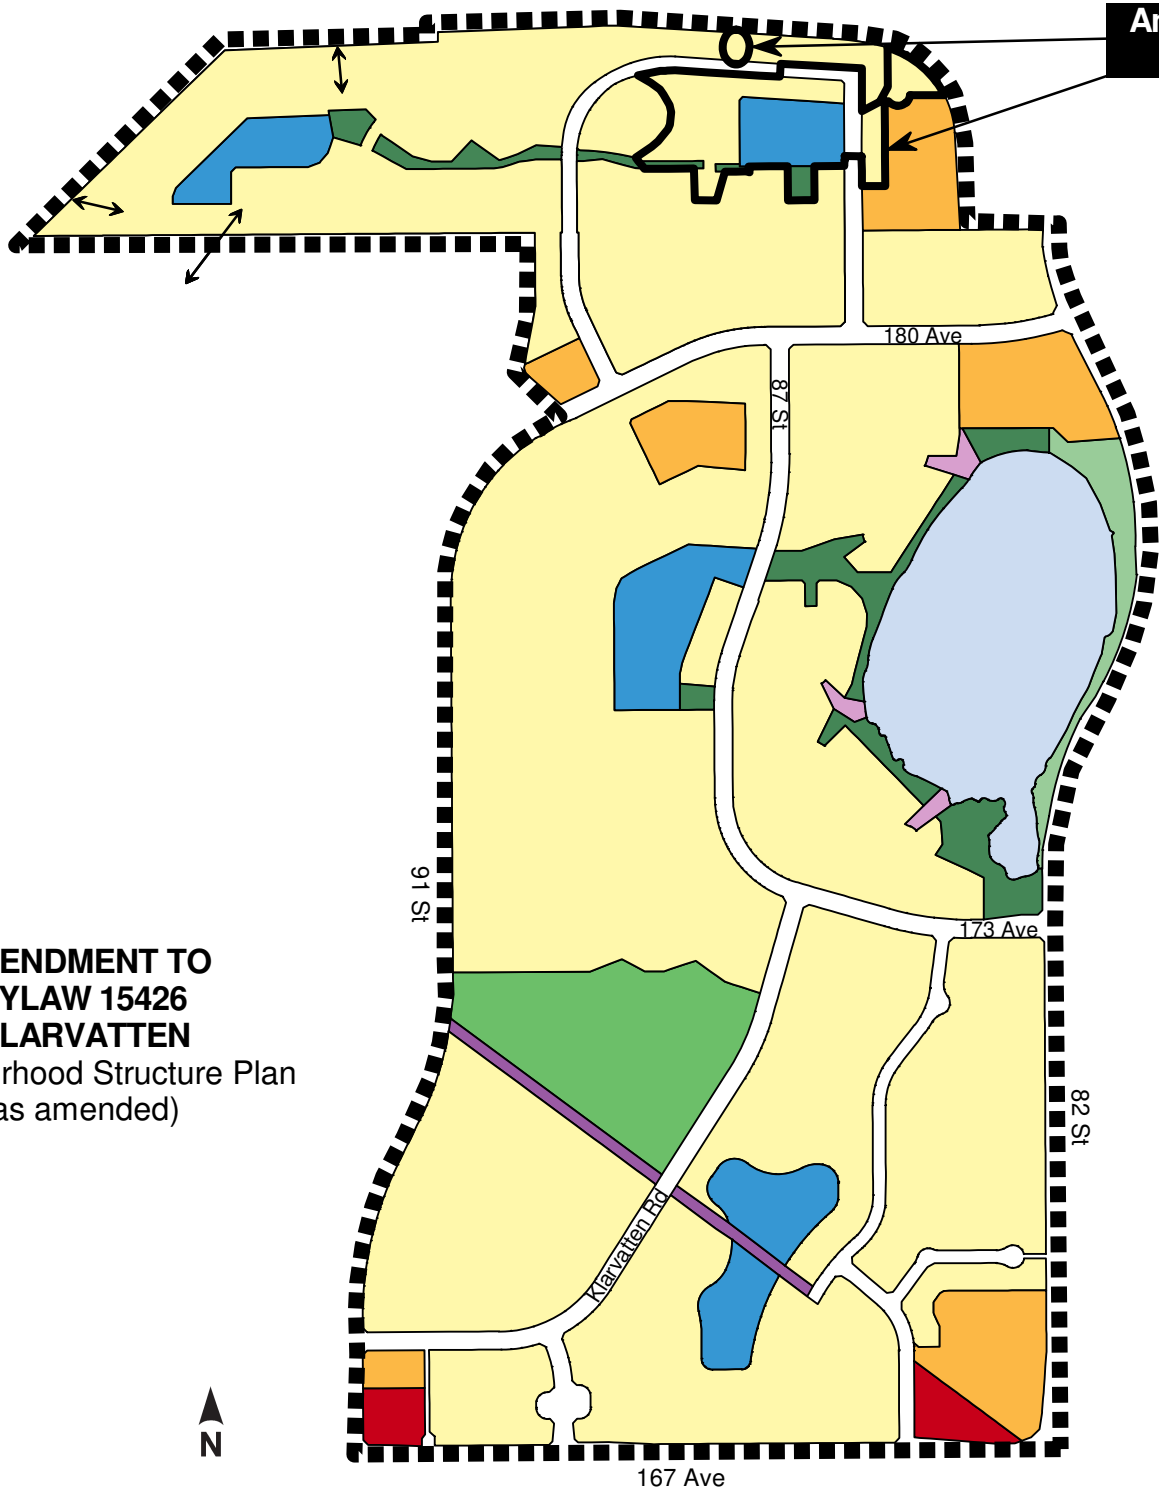 Am
180 Ave
87 St
91 St
173 Ave
ENDMENT TO
YLAW 15426
LARVATTEN
rhood Structure Plan
as amended)
82 St
Klarvatten Rd
N
167 Ave